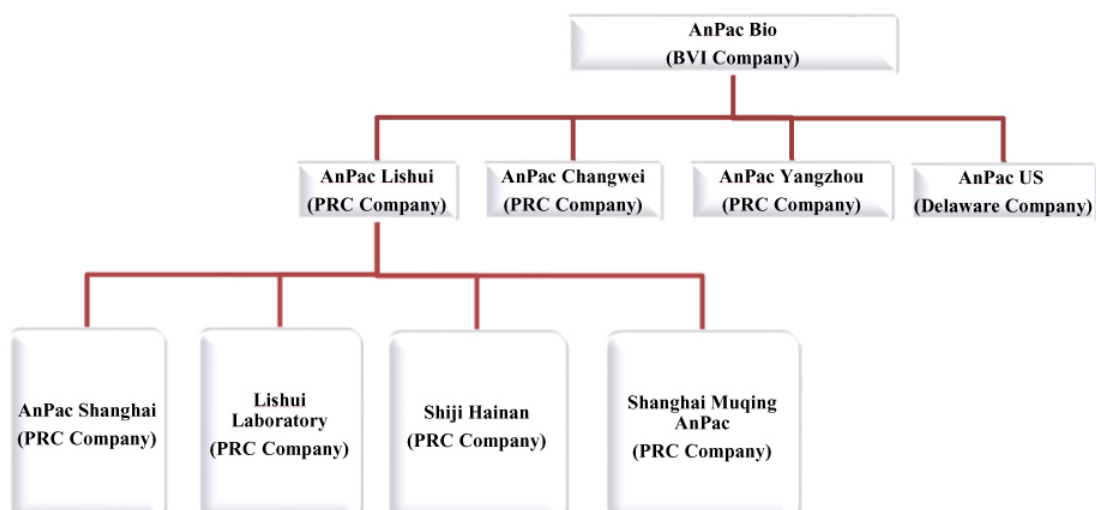 AnPac Bio
(BVI Company)
AnPac Lishui
(PRC Company)
AnPac Changwei
(PRC Company)
AnPac Yangzhou
(PRC Company)
AnPac US
(Delaware Company)
AnPac Shanghai
(PRC Company)
Lishui
Laboratory
(PRC Company)
Shiji Hainan
(PRC Company)
Shanghai Muqing
AnPac
(PRC Company)